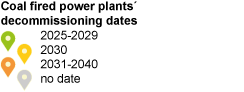 Coal fired power plants´
decommissioning dates
2025-2029
2030
2031-2040
no date